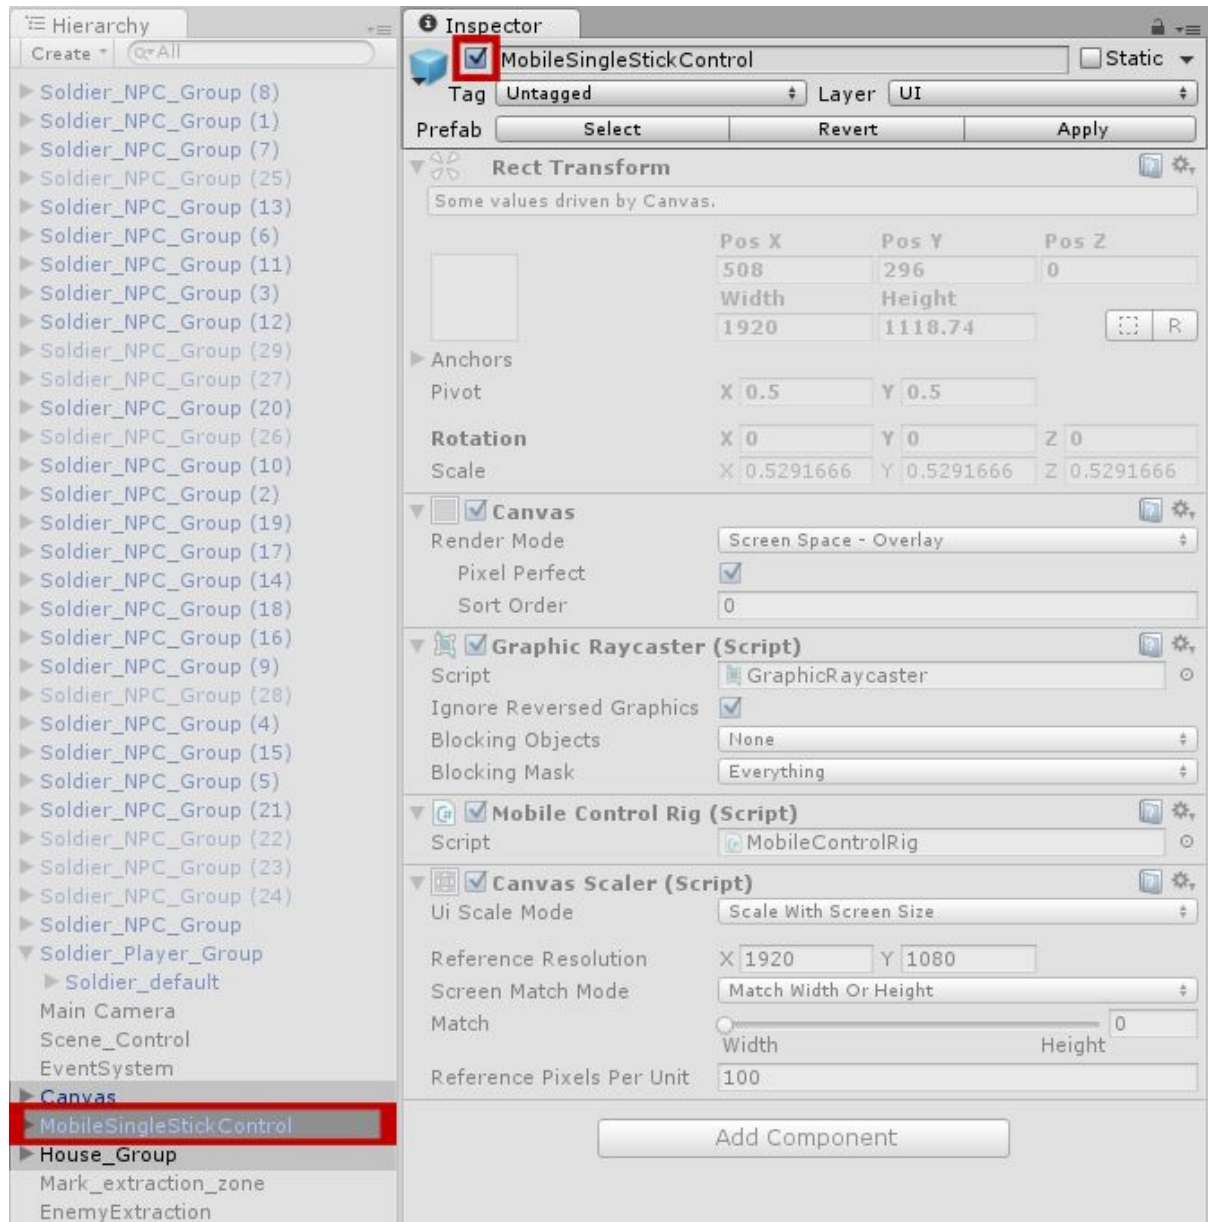 Hierarchy
Create All
Soldier_NPC_Group (8)
Soldier_NPC_Group (1)
Soldier_NPC_Group (7)
Soldier_NPC_Group (25)
Soldier_NPC_Group (13)
Soldier_NPC_Group (6)
Soldier_NPC_Group (11)
Soldier_NPC_Group (3)
Soldier_NPC_Group (12)
Soldier_NPC_Group (29)
Soldier_NPC_Group (27)
Soldier_NPC_Group (20)
Soldier_NPC_Group (26)
Soldier_NPC_Group (10)
Soldier_NPC_Group (2)
Soldier_NPC_Group (19)
Soldier_NPC_Group (17)
Soldier_NPC_Group (14)
Soldier_NPC_Group (18)
Soldier_NPC_Group (16)
Soldier_NPC_Group (9)
Soldier_NPC_Group (28)
Soldier_NPC_Group (4)
Soldier_NPC_Group (15)
Soldier_NPC_Group (5)
Soldier_NPC_Group (21)
Soldier_NPC_Group (22)
Soldier_NPC_Group (23)
Soldier_NPC_Group (24)
Soldier_NPC_Group
Soldier_Player_Group
Soldier_default
Main Camera
Scene_Control
EventSystem
Canvas
MobileSingleStickControl
House_Group
Mark_extraction_zone
EnemyExtraction
Inspector
MobileSingleStickControl Static
Tag Untagged Layer UI
Prefab Select Revert Apply
Rect Transform
Some values driven by Canvas.
Pos X Pos Y Pos Z
508 296 0
Width Height
1920 1118.74 R
Anchors
Pivot X 0.5 Y 0.5
Rotation X 0 Y 0 Z 0
Scale X 0.5291666 Y 0.5291666 Z 0.5291666
Canvas
Render Mode Screen Space - Overlay
Pixel Perfect
Sort Order 0
Graphic Raycaster (Script)
Script GraphicRaycaster
Ignore Reversed Graphics
Blocking Objects None
Blocking Mask Everything
Mobile Control Rig (Script)
Script MobileControlRig
Canvas Scaler (Script)
Ui Scale Mode Scale With Screen Size
Reference Resolution X 1920 Y 1080
Screen Match Mode Match Width Or Height
Match 0
Width Height
Reference Pixels Per Unit 100
Add Component